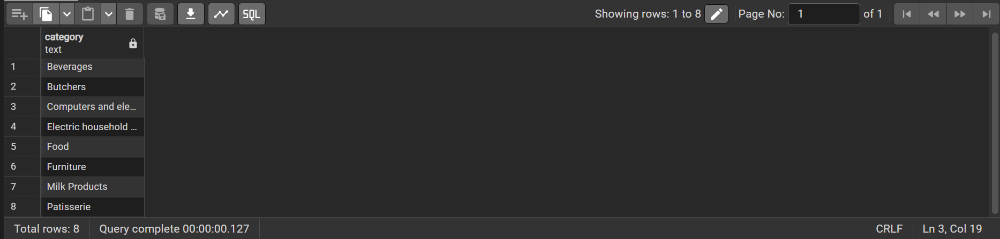 SQL Showing rows: 1 to 8 Page No: 1 of 1
category
text
1 Beverages
2 Butchers
3 Computers and ele...
4 Electric household ...
5 Food
6 Furniture
7 Milk Products
8 Patisserie
Total rows: 8 Query complete 00:00:00.127 CRLF Ln 3, Col 19